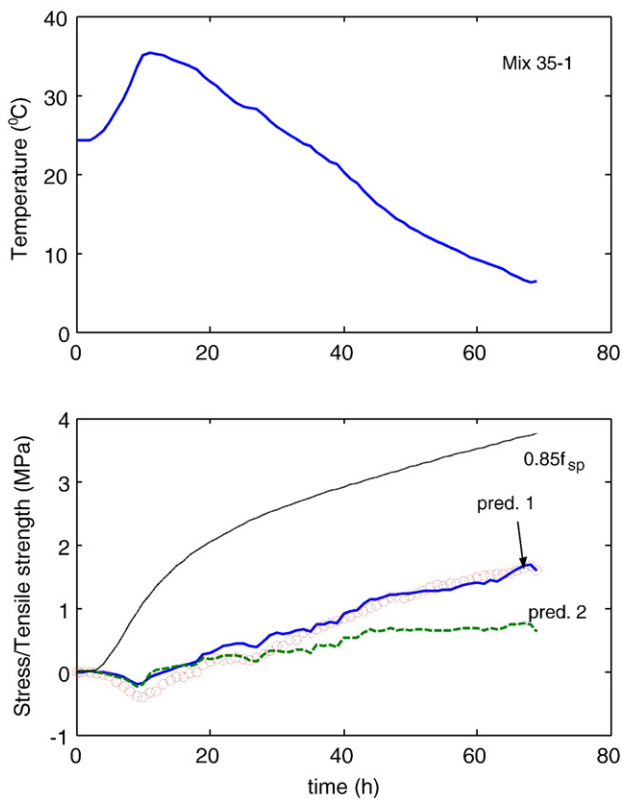 40
Mix 35-1
30
Temperature (⁰C)
20
10
0
0 20 40 60 80
4
0.85f_sp
3
pred. 1
Stress/Tensile strength (MPa)
2
1
pred. 2
0
-1
0 20 40 60 80
time (h)